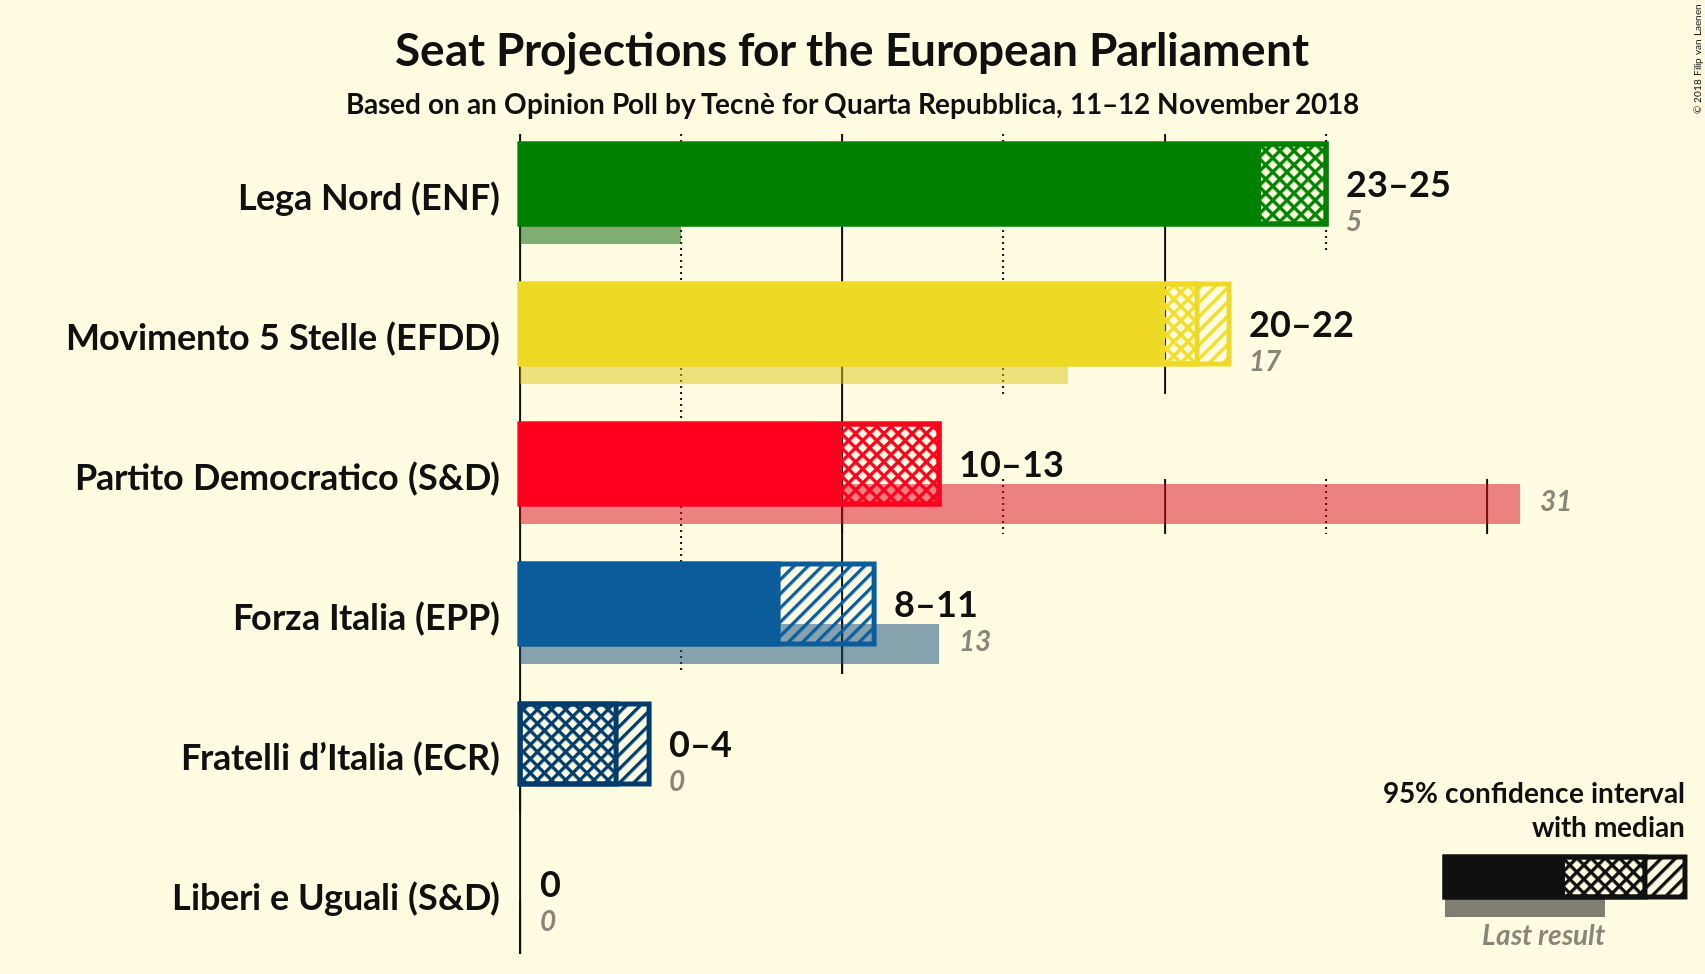 Seat Projections for the European Parliament
Based on an Opinion Poll by Tecnè for Quarta Repubblica, 11–12 November 2018
© 2018 Filip van Laenen
Lega Nord (ENF)
23–25
5
Movimento 5 Stelle (EFDD)
20–22
17
Partito Democratico (S&D)
10–13
31
Forza Italia (EPP)
8–11
13
Fratelli d’Italia (ECR)
0–4
0
Liberi e Uguali (S&D)
0
0
95% confidence interval
with median
Last result